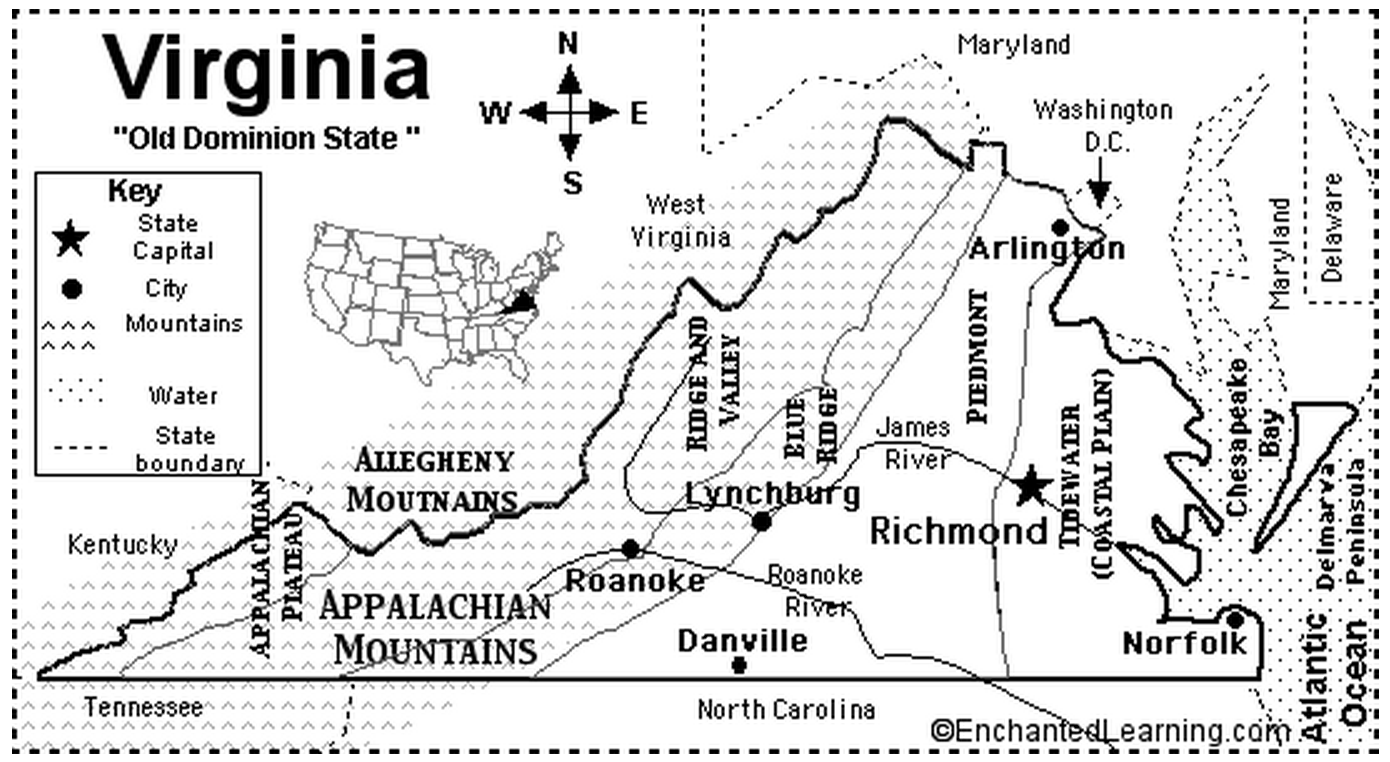 Virginia
"Old Dominion State "
N
W E
S
Key
State
Capital
City
Mountains
Water
State
boundary
Maryland
Washington
D.C.
West
Virginia
Arlington
Maryland
Delaware
RIDGE AND
VALLEY
BLUE
RIDGE
PIEDMONT
TIDEWATER
(COASTAL PLAIN)
James
River
Chesapeake
Bay
ALLEGHENY
MOUTNAINS
Lynchburg
Richmond
Kentucky
APPALACHIAN
PLATEAU
Roanoke
Roanoke
River
APPALACHIAN
MOUNTAINS
Danville
Norfolk
Delmarva
Peninsula
Atlantic
Ocean
Tennessee
North Carolina
©EnchantedLearning.com